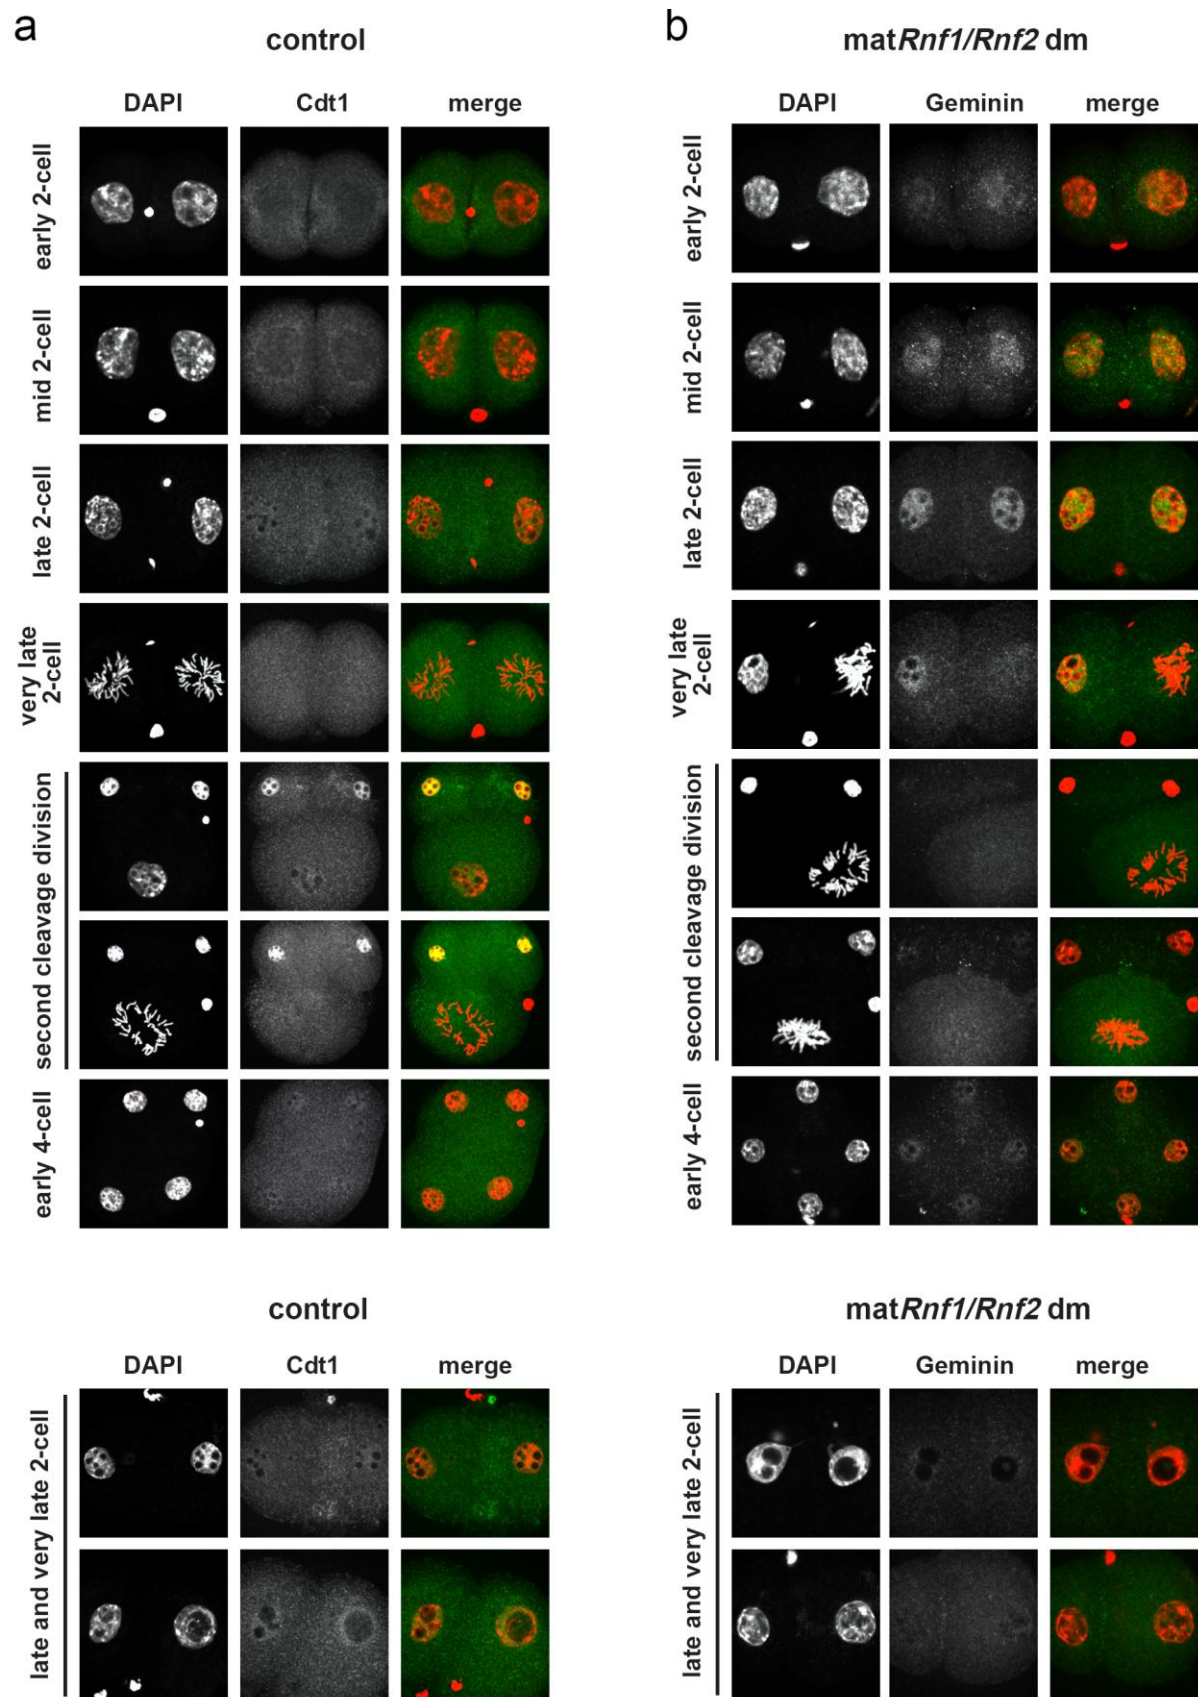 a
control
DAPI Cdt1 merge
early 2-cell
mid 2-cell
late 2-cell
very late
2-cell
second cleavage division
early 4-cell
control
DAPI Cdt1 merge
late and very late 2-cell
b
matRnf1/Rnf2 dm
DAPI Geminin merge
early 2-cell
mid 2-cell
late 2-cell
very late
2-cell
second cleavage division
early 4-cell
matRnf1/Rnf2 dm
DAPI Geminin merge
late and very late 2-cell